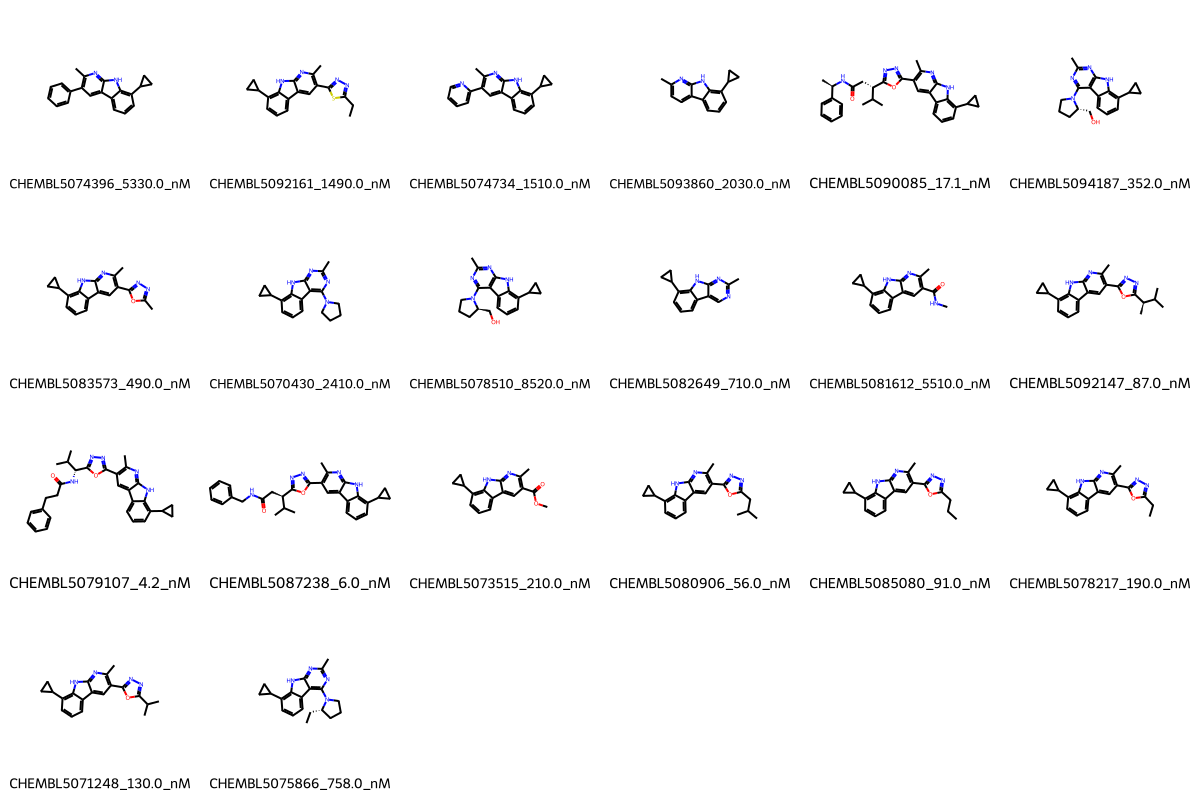 CHEMBL5074396_5330.0_nM
CHEMBL5092161_1490.0_nM
CHEMBL5074734_1510.0_nM
CHEMBL5093860_2030.0_nM
CHEMBL5090085_17.1_nM
CHEMBL5094187_352.0_nM
CHEMBL5083573_490.0_nM
CHEMBL5070430_2410.0_nM
CHEMBL5078510_8520.0_nM
CHEMBL5082649_710.0_nM
CHEMBL5081612_5510.0_nM
CHEMBL5092147_87.0_nM
CHEMBL5079107_4.2_nM
CHEMBL5087238_6.0_nM
CHEMBL5073515_210.0_nM
CHEMBL5080906_56.0_nM
CHEMBL5085080_91.0_nM
CHEMBL5078217_190.0_nM
CHEMBL5071248_130.0_nM
CHEMBL5075866_758.0_nM